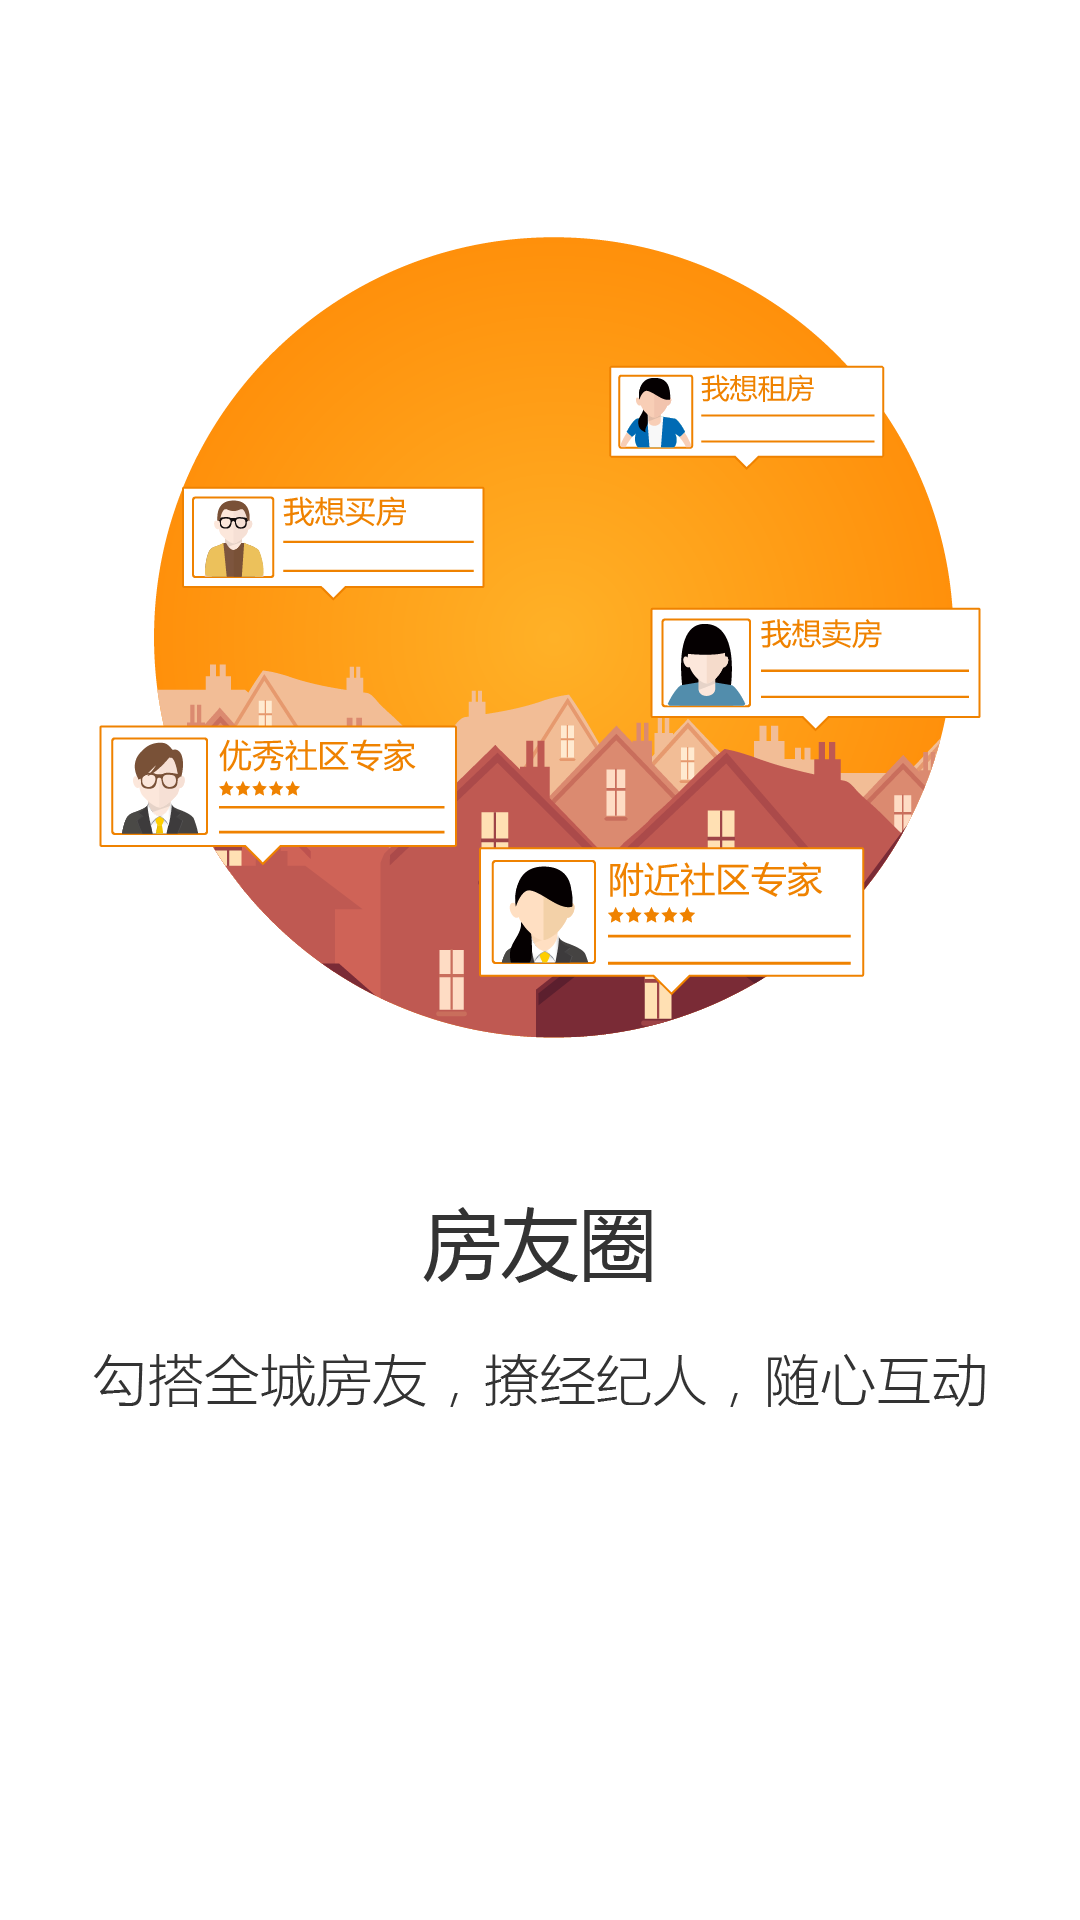 我想租房
我想买房
我想卖房
优秀社区专家
附近社区专家
房友圈
勾搭全城房友，撩经纪人，随心互动